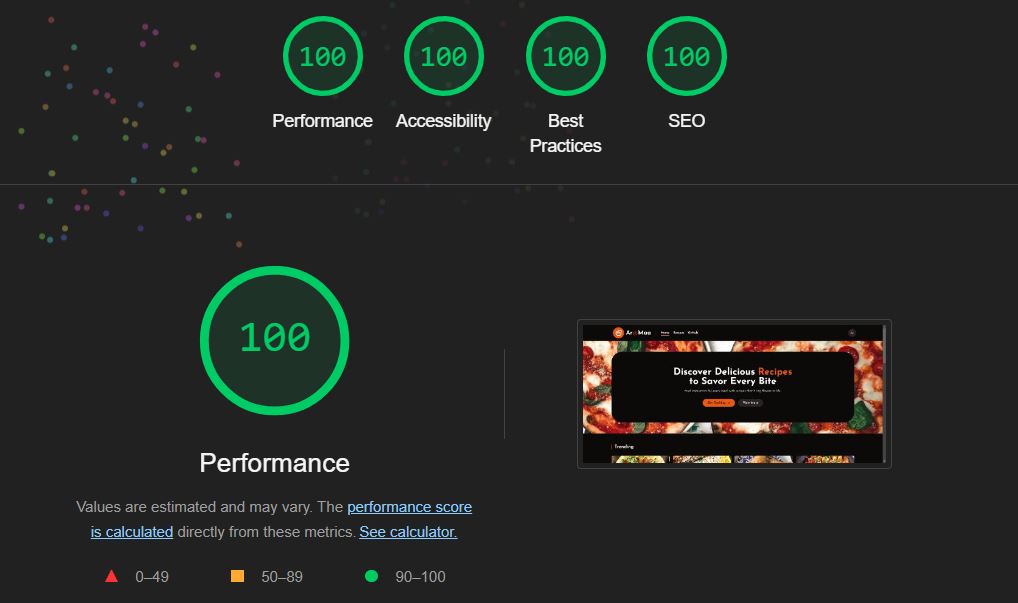 100 100 100 100
Performance Accessibility Best Practices SEO
100
Performance
Values are estimated and may vary. The performance score
is calculated directly from these metrics. See calculator.
0–49 50–89 90–100
Discover Delicious Recipes
to Savor Every Bite
Trending